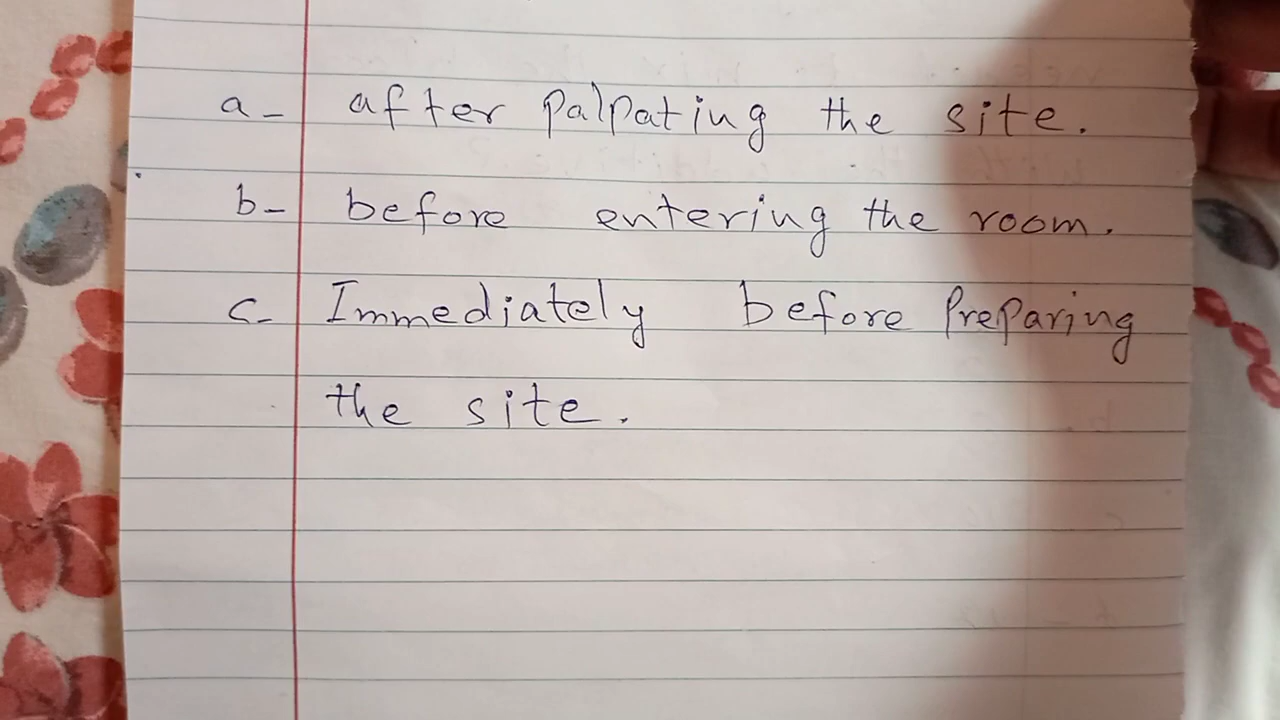 a- after palpating the site.
b- before entering the room.
c- Immediately before preparing
the site.